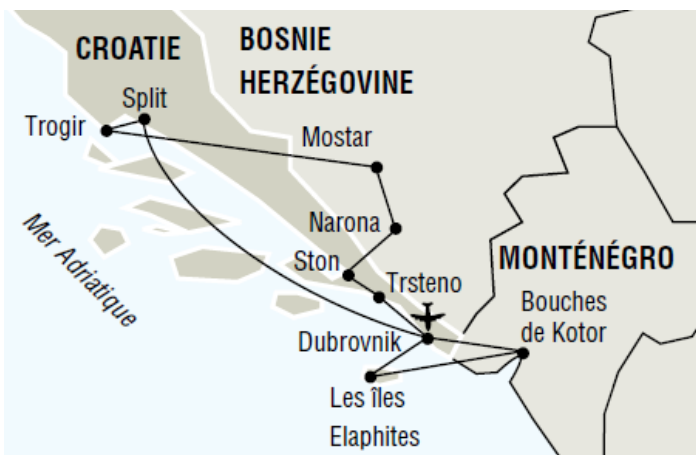 CROATIE
BOSNIE
HERZÉGOVINE
Split
Trogir
Mostar
Narona
Mer Adriatique
Ston
MONTÉNÉGRO
Trsteno
Bouches
de Kotor
Dubrovnik
Les îles
Elaphites